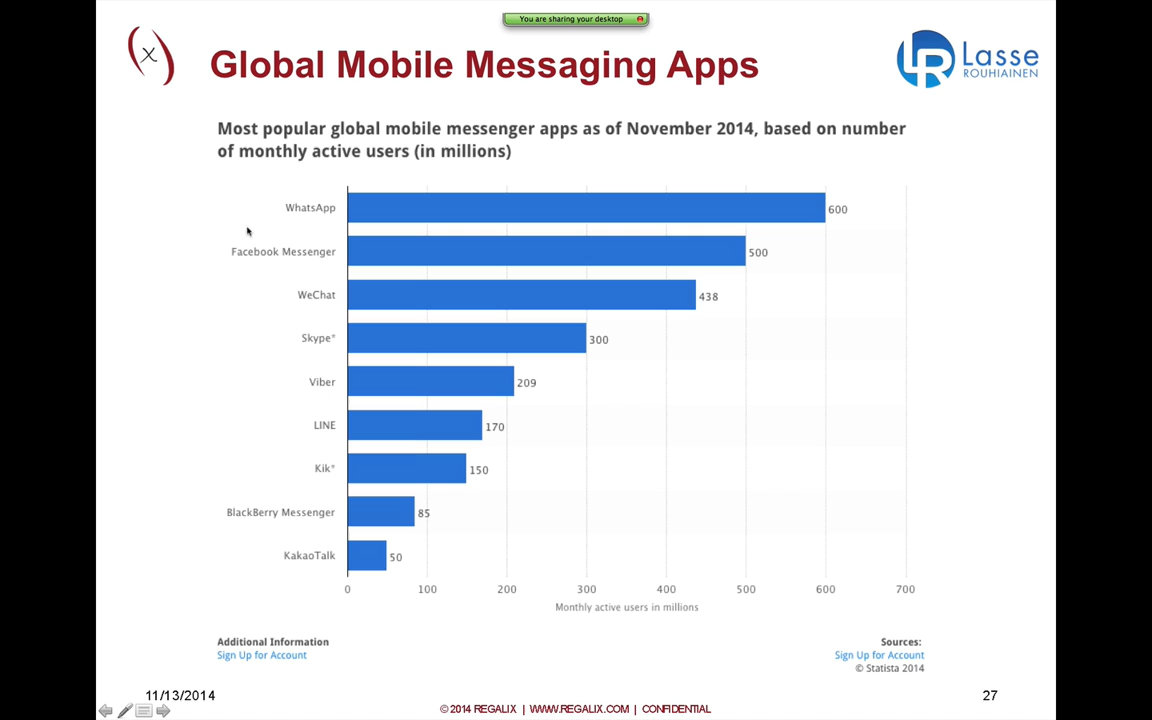 You are sharing your desktop
(x)
Global Mobile Messaging Apps
LR Lasse
ROUHIAINEN
Most popular global mobile messenger apps as of November 2014, based on number
of monthly active users (in millions)
WhatsApp 600
Facebook Messenger 500
WeChat 438
Skype* 300
Viber 209
LINE 170
Kik* 150
BlackBerry Messenger 85
KakaoTalk 50
0 100 200 300 400 500 600 700
Monthly active users in millions
Additional Information Sources:
Sign Up for Account Sign Up for Account
© Statista 2014
11/13/2014 27
© 2014 REGALIX | WWW.REGALIX.COM | CONFIDENTIAL